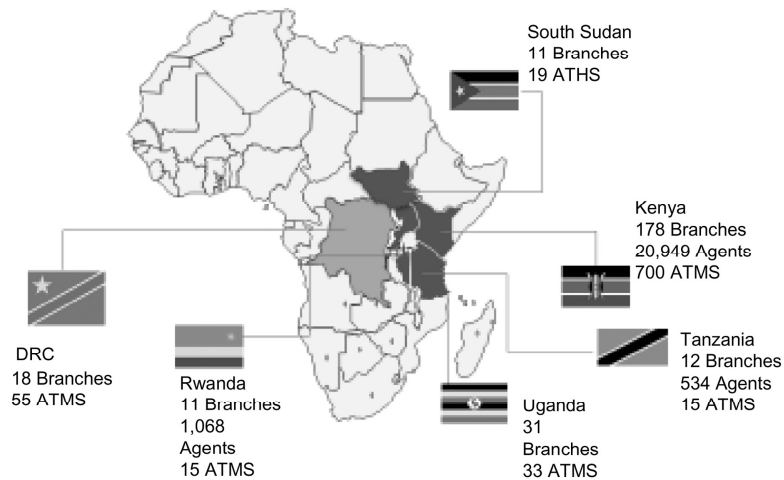 South Sudan
11 Branches
19 ATHS
Kenya
178 Branches
20,949 Agents
700 ATMS
DRC
18 Branches
55 ATMS
Rwanda
11 Branches
1,068
Agents
15 ATMS
Uganda
31
Branches
33 ATMS
Tanzania
12 Branches
534 Agents
15 ATMS